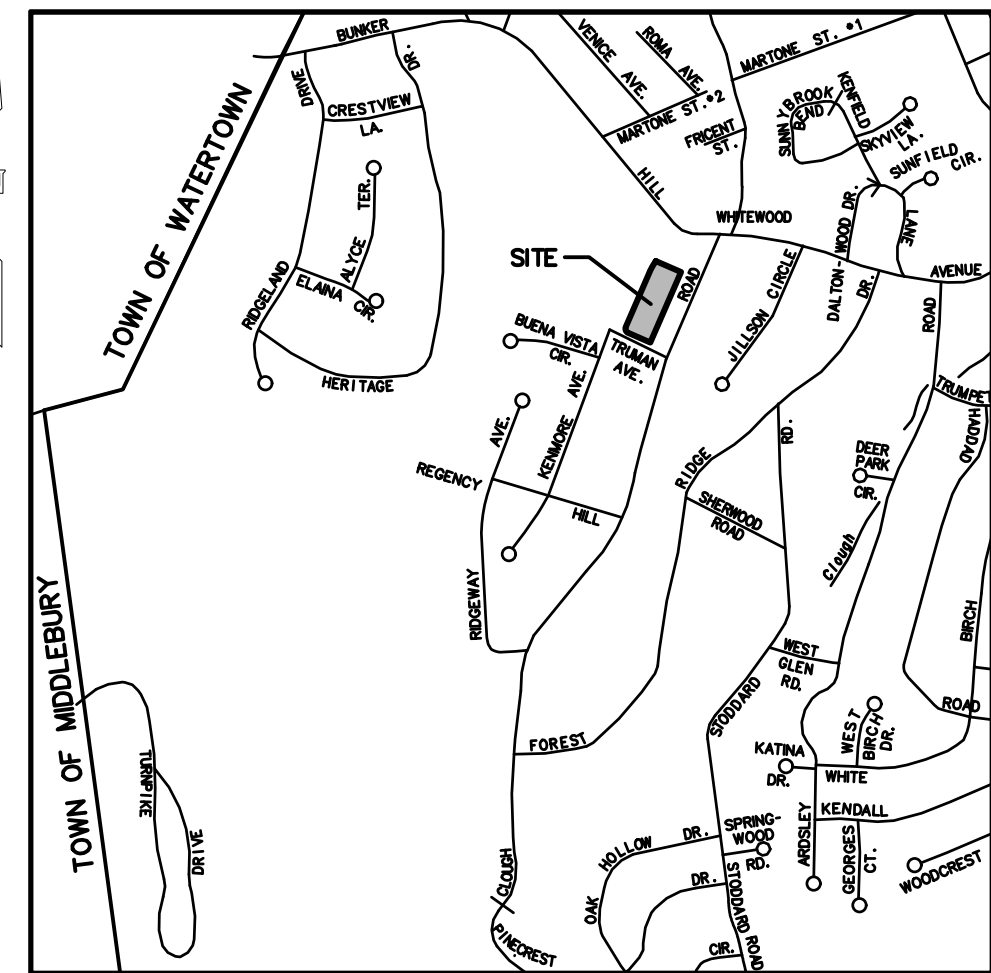 BUNKER
VENICE AVE.
ROMA AVE.
MARTONE ST. #1
DRIVE
DR.
CRESTVIEW
LA.
MARTONE ST. #2
FRICENT
ST.
SUNNYBROOK
BEND
KENFIELD
SKYVIEW
LA.
SUNFIELD
CIR.
TOWN OF WATERTOWN
HILL
WHITEWOOD
TER.
ALYCE
DALTON-
WOOD DR.
LANE
AVENUE
SITE
ROAD
JILLSON CIRCLE
DALTON-
DR.
ROAD
RIDGELAND
ELAINA
CIR.
BUENA VISTA
CIR.
TRUMAN
AVE.
HERITAGE
TRUMPET
HADDAD
AVE.
KENMORE
AVE.
RD.
DEER
PARK
CIR.
REGENCY
HILL
RIDGE
SHERWOOD
ROAD
Clough
RIDGEWAY
TOWN OF MIDDLEBURY
BIRCH
WEST
GLEN
RD.
STODDARD
ROAD
WEST
BIRCH
DR.
FOREST
KATINA
DR.
WHITE
TURNPIKE
DRIVE
KENDALL
ARDSLEY
GEORGES
CT.
WOODCREST
HOLLOW
DR.
SPRING-
WOOD
RD.
CLOUGH
OAK
DR.
STODDARD ROAD
PINECREST
CIR.